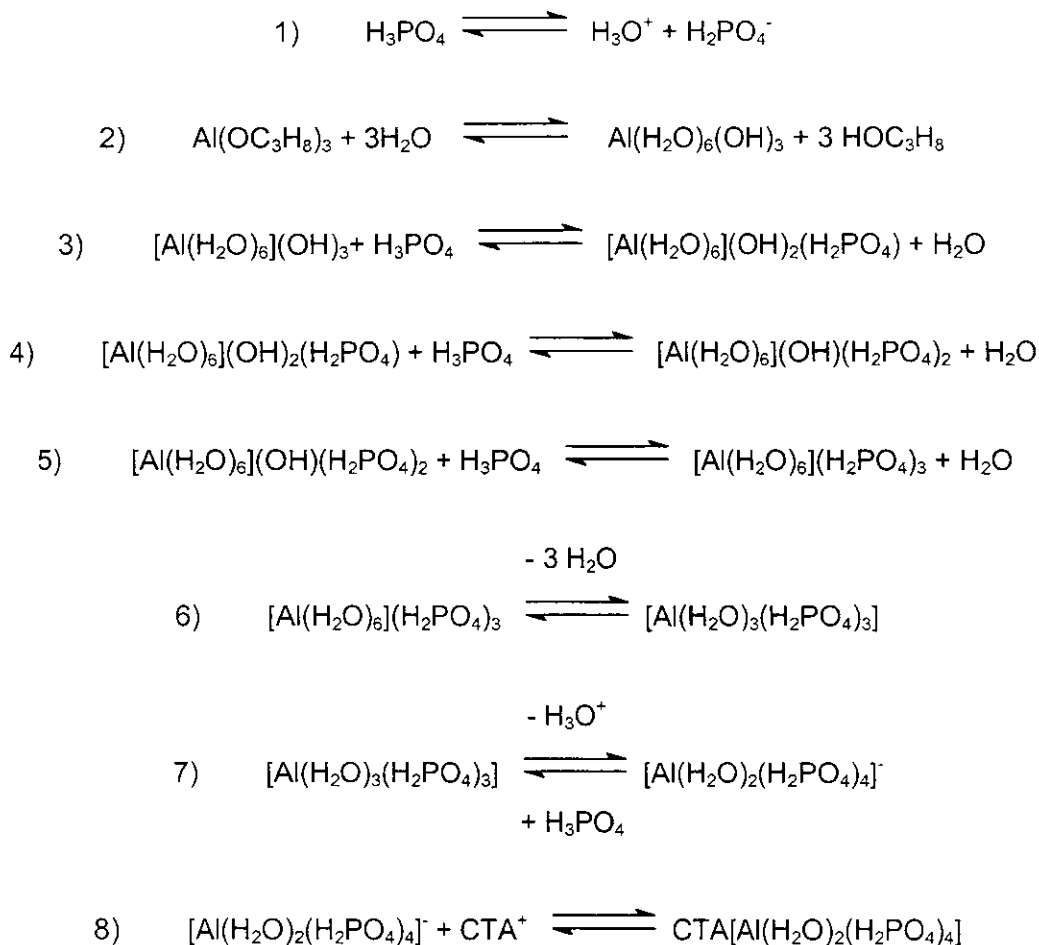 1) H₃PO₄ ⇌ H₃O⁺ + H₂PO₄⁻
2) Al(OC₃H₈)₃ + 3H₂O ⇌ Al(H₂O)₆(OH)₃ + 3 HOC₃H₈
3) [Al(H₂O)₆](OH)₃+ H₃PO₄ ⇌ [Al(H₂O)₆](OH)₂(H₂PO₄) + H₂O
4) [Al(H₂O)₆](OH)₂(H₂PO₄) + H₃PO₄ ⇌ [Al(H₂O)₆](OH)(H₂PO₄)₂ + H₂O
5) [Al(H₂O)₆](OH)(H₂PO₄)₂ + H₃PO₄ ⇌ [Al(H₂O)₆](H₂PO₄)₃ + H₂O
- 3 H₂O
6) [Al(H₂O)₆](H₂PO₄)₃ ⇌ [Al(H₂O)₃(H₂PO₄)₃]
- H₃O⁺
7) [Al(H₂O)₃(H₂PO₄)₃] ⇌ [Al(H₂O)₂(H₂PO₄)₄]⁻
+ H₃PO₄
8) [Al(H₂O)₂(H₂PO₄)₄]⁻ + CTA⁺ ⇌ CTA[Al(H₂O)₂(H₂PO₄)₄]